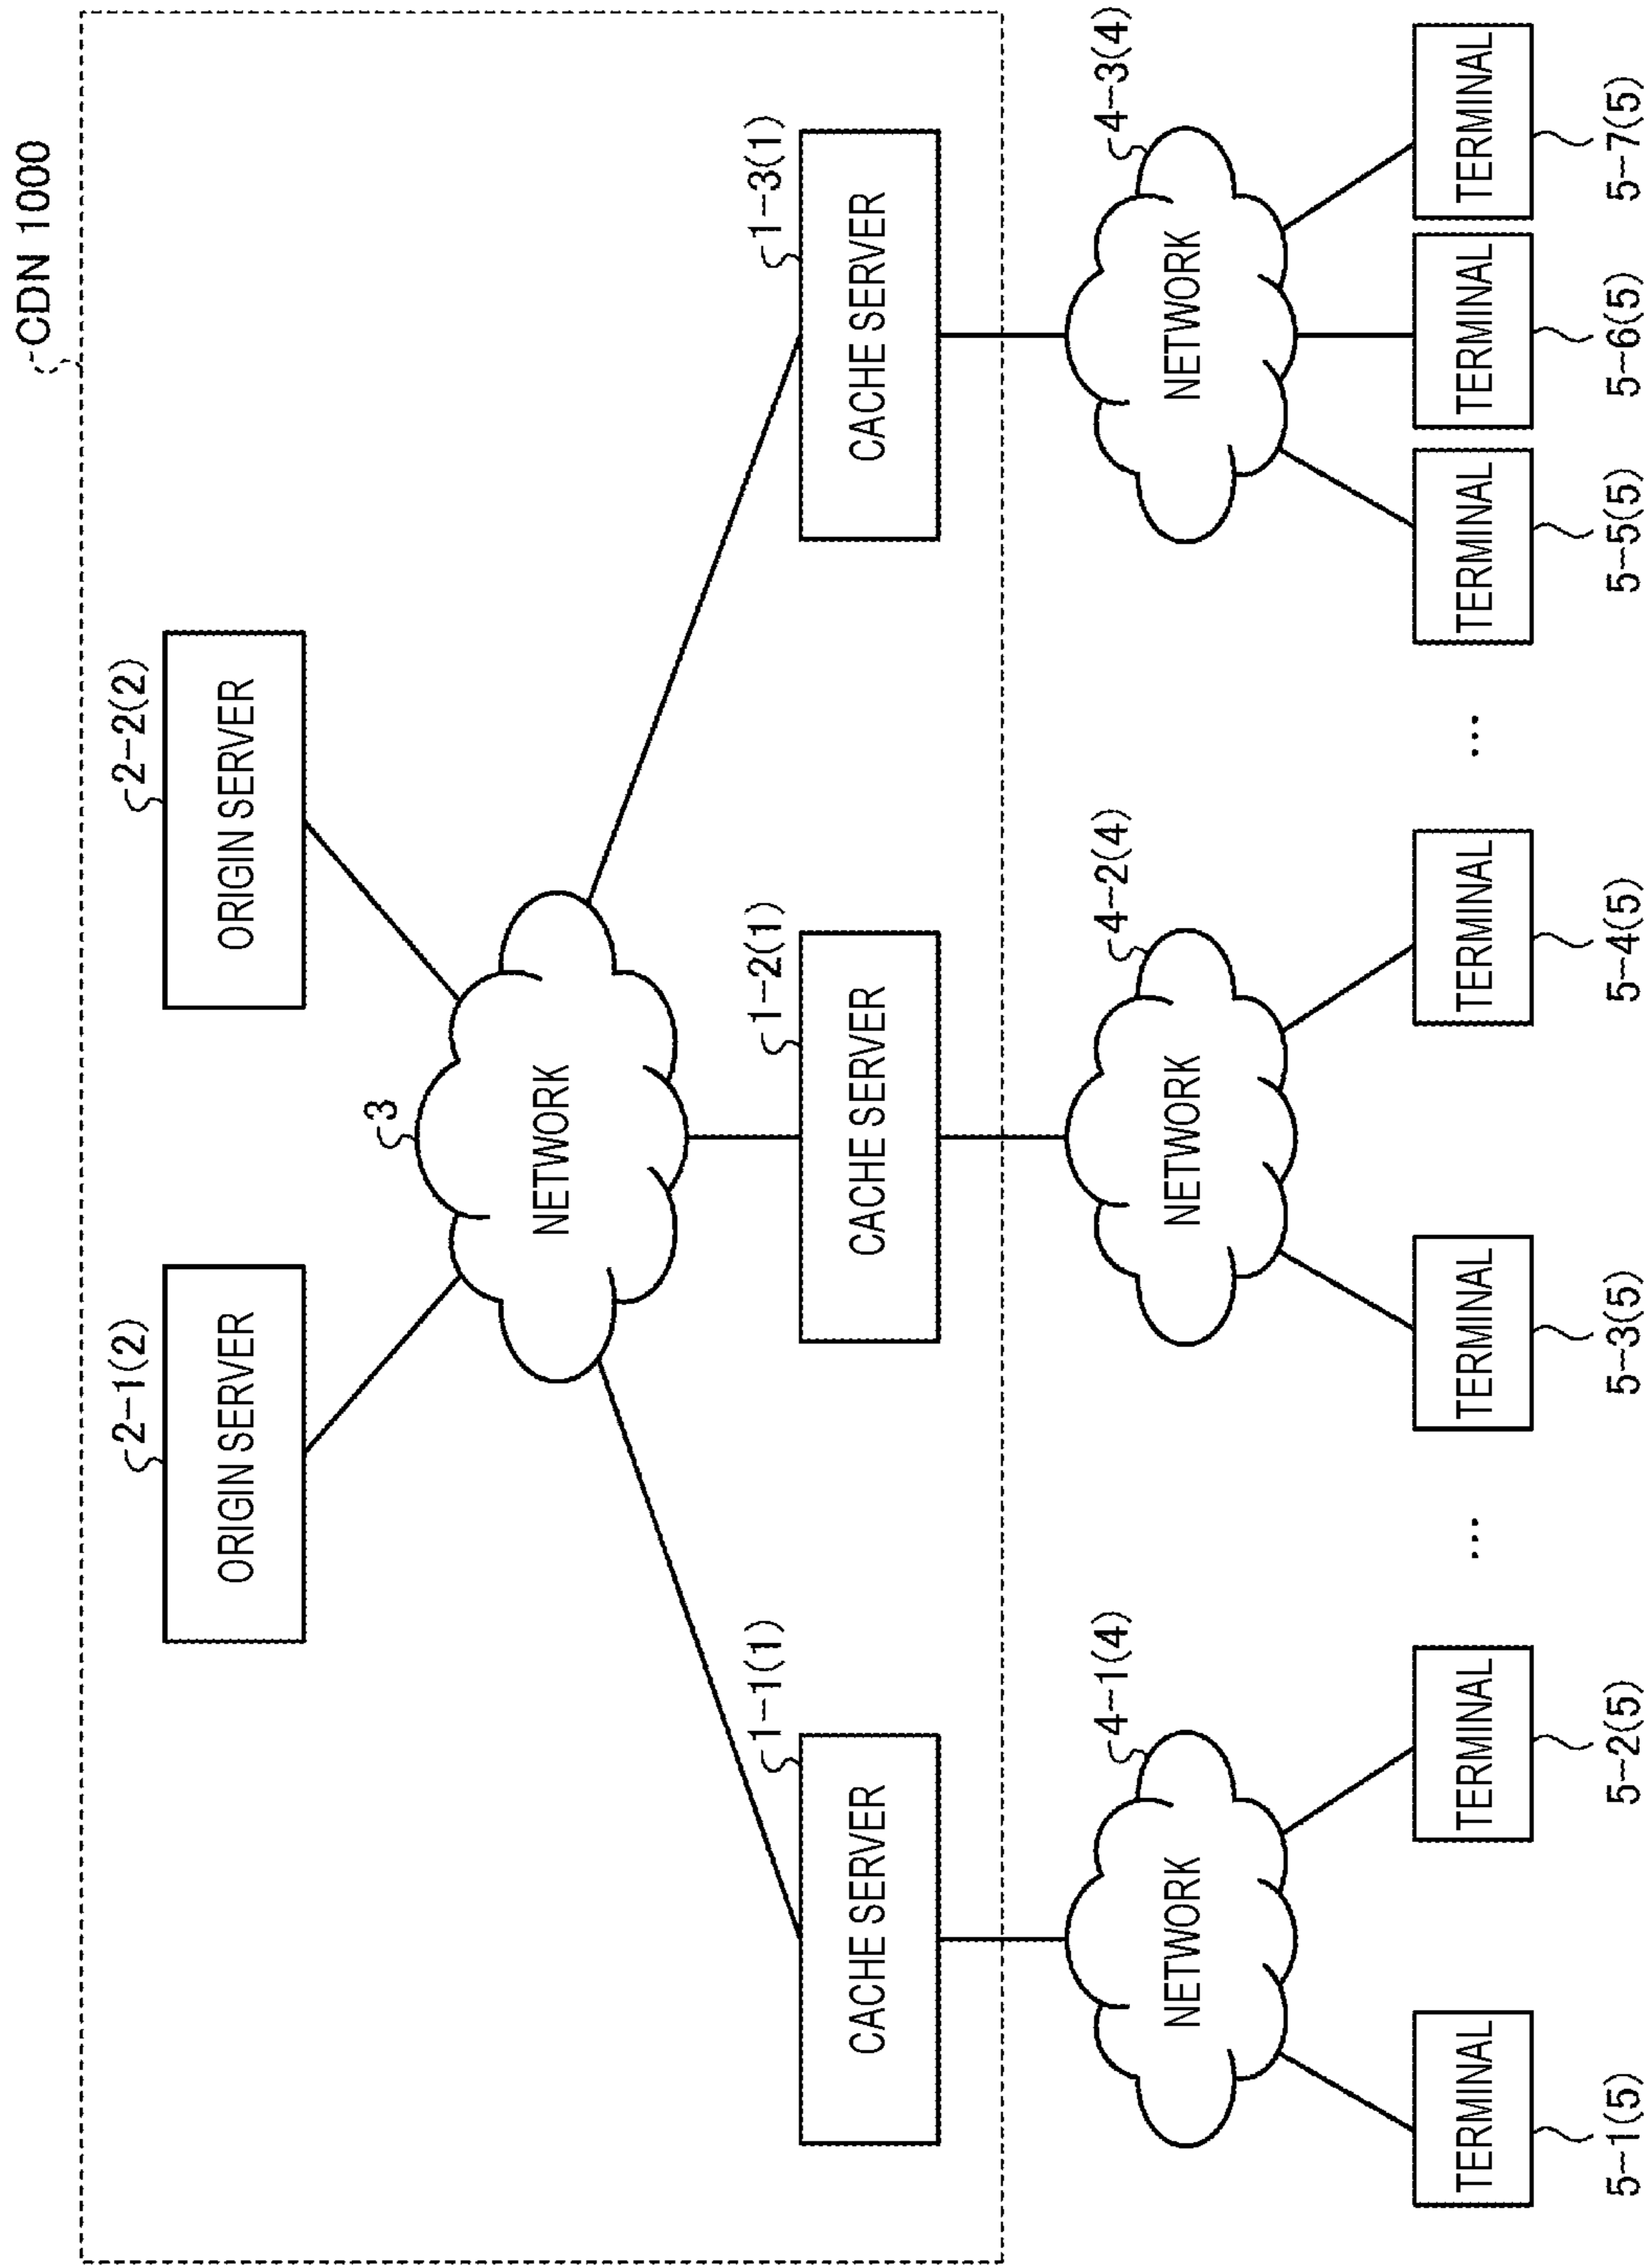 CDN 1000
2-1(2)
2-2(2)
ORIGIN SERVER
ORIGIN SERVER
3
NETWORK
1-1(1)
1-2(1)
1-3(1)
CACHE SERVER
CACHE SERVER
CACHE SERVER
4-1(4)
4-2(4)
4-3(4)
NETWORK
NETWORK
NETWORK
TERMINAL
TERMINAL
...
TERMINAL
TERMINAL
...
TERMINAL
TERMINAL
TERMINAL
5-1(5)
5-2(5)
5-3(5)
5-4(5)
5-5(5)
5-6(5)
5-7(5)